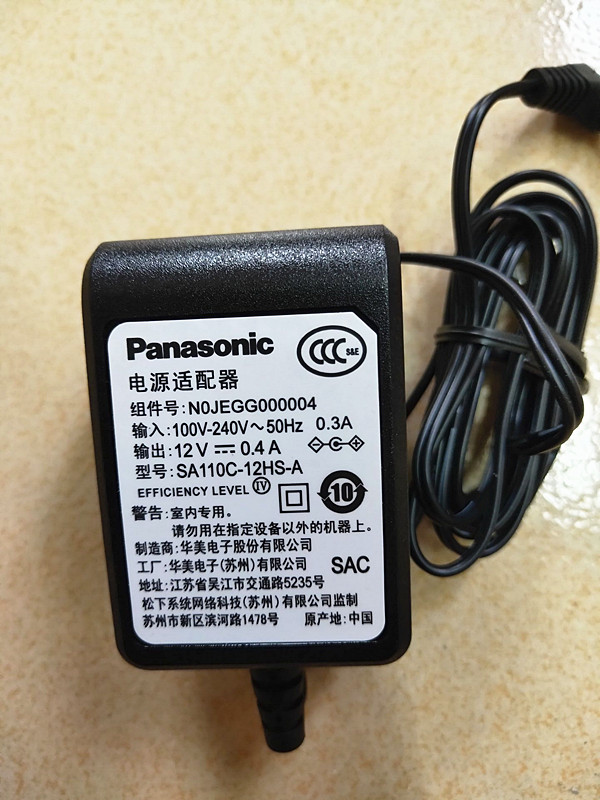 Panasonic
CCC S&E
电源适配器
组件号:N0JEGG000004
输入:100V-240V～50Hz 0.3A
输出:12V⎓0.4A
型号:SA110C-12HS-A
EFFICIENCY LEVEL IV
10
警告:室内专用。
请勿用在指定设备以外的机器上。
制造商:华美电子股份有限公司
工厂:华美电子(苏州)有限公司 SAC
地址:江苏省吴江市交通路5235号
松下系统网络科技(苏州)有限公司监制
苏州市新区滨河路1478号 原产地:中国